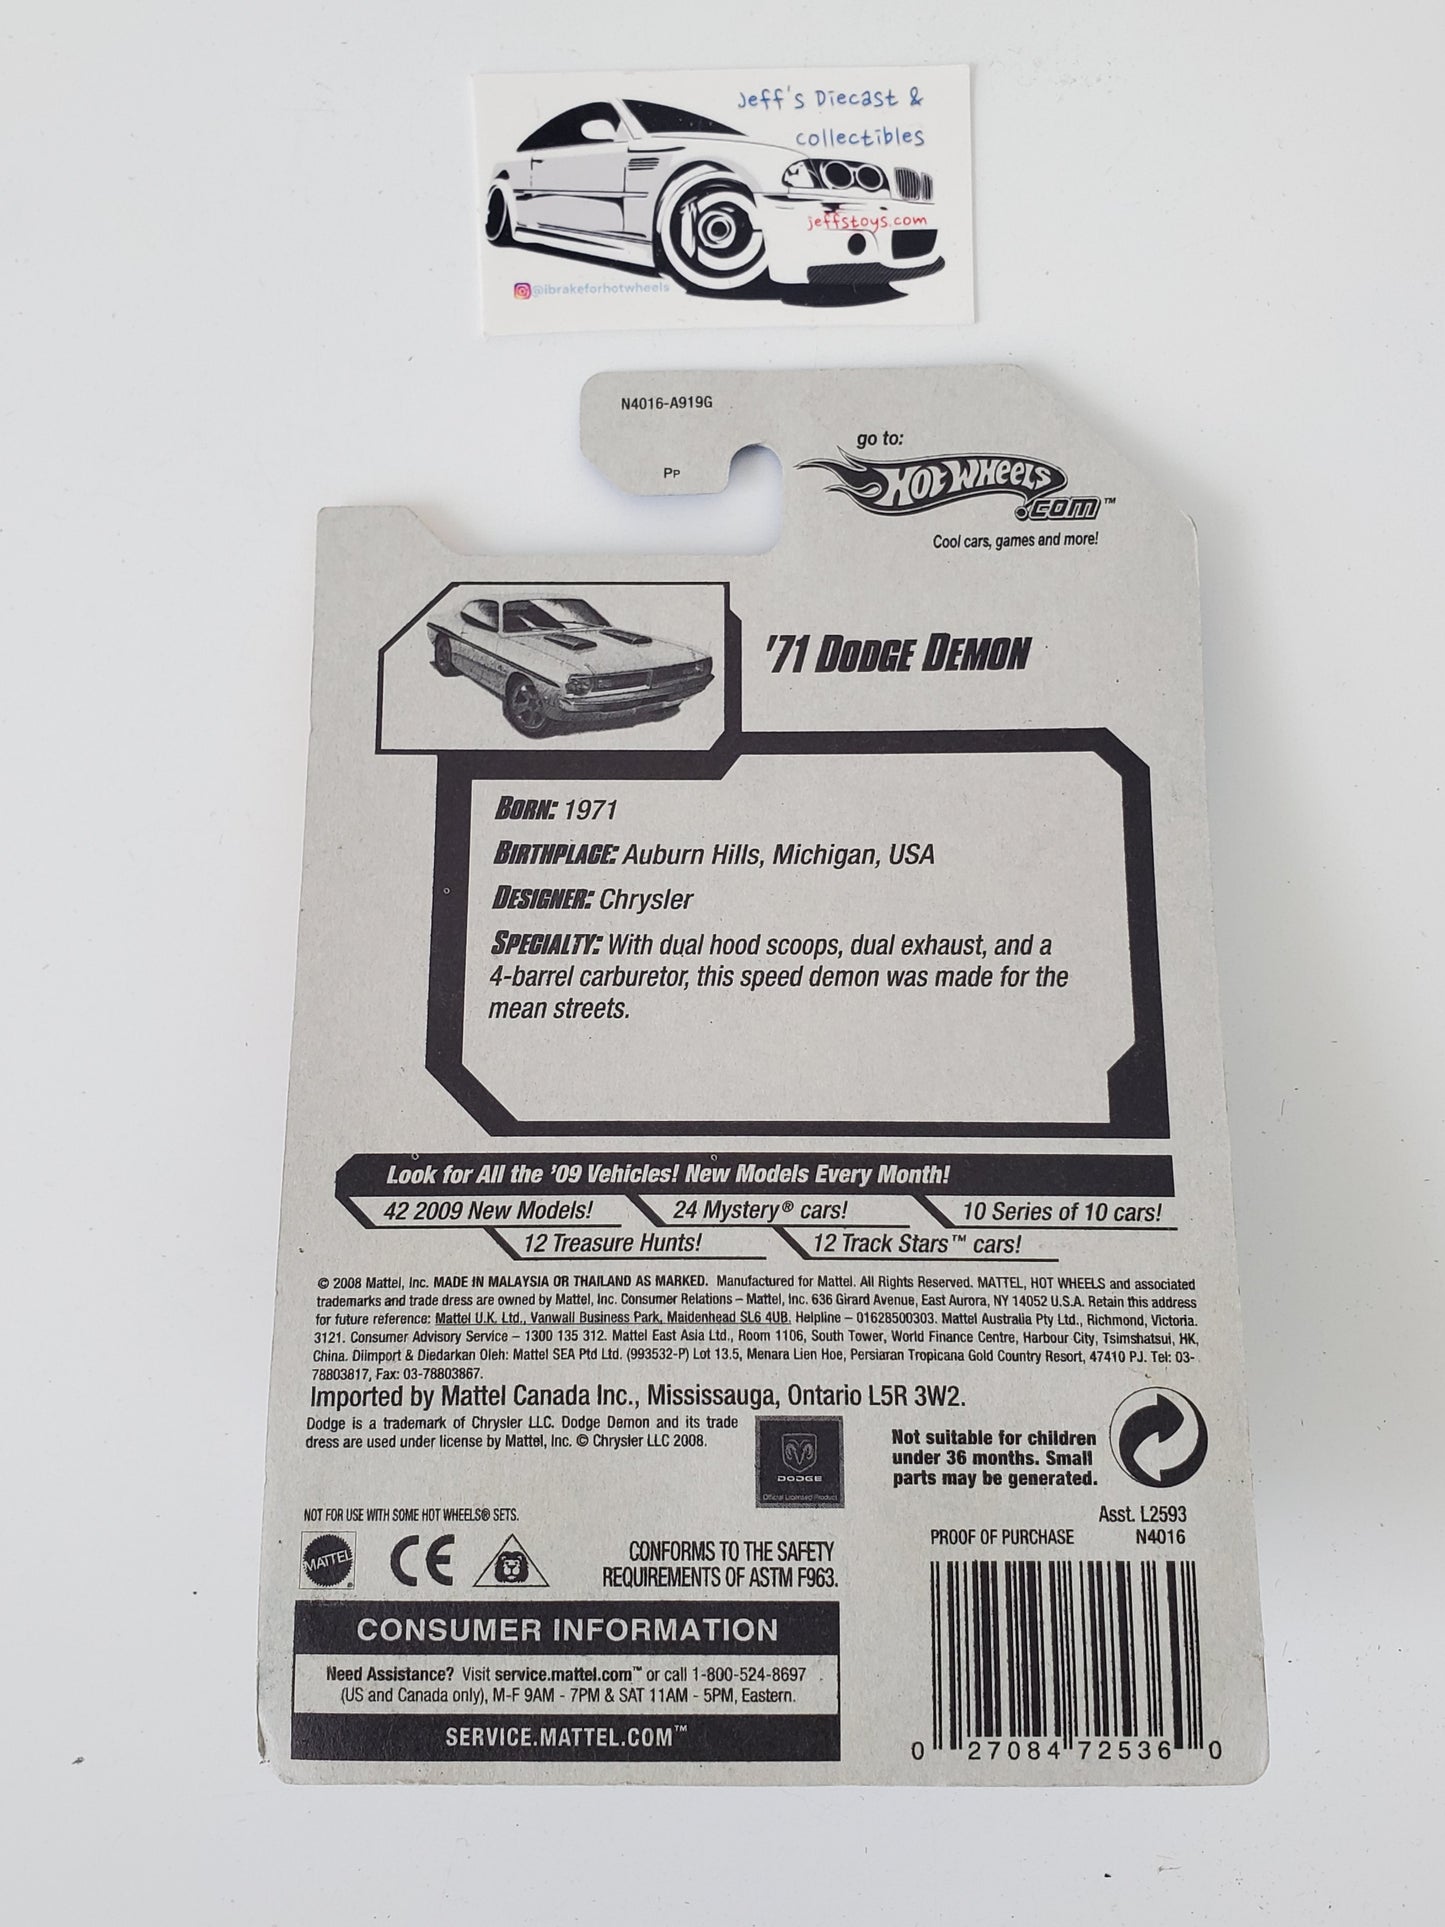 Jeff's Diecast &
collectibles
jeffstoys.com
@ibrakeforhotwheels
N4016-A919G
PP
go to:
HOT WHEELS
.COM™
Cool cars, games and more!
'71 DODGE DEMON
BORN: 1971
BIRTHPLACE: Auburn Hills, Michigan, USA
DESIGNER: Chrysler
SPECIALTY: With dual hood scoops, dual exhaust, and a
4-barrel carburetor, this speed demon was made for the
mean streets.
Look for All the '09 Vehicles! New Models Every Month!
42 2009 New Models! 24 Mystery® cars! 10 Series of 10 cars!
12 Treasure Hunts! 12 Track Stars™ cars!
© 2008 Mattel, Inc. MADE IN MALAYSIA OR THAILAND AS MARKED. Manufactured for Mattel. All Rights Reserved. MATTEL, HOT WHEELS and associated
trademarks and trade dress are owned by Mattel, Inc. Consumer Relations – Mattel, Inc. 636 Girard Avenue, East Aurora, NY 14052 U.S.A. Retain this address
for future reference: Mattel U.K. Ltd., Vanwall Business Park, Maidenhead SL6 4UB. Helpline – 01628500303. Mattel Australia Pty Ltd., Richmond, Victoria.
3121. Consumer Advisory Service – 1300 135 312. Mattel East Asia Ltd., Room 1106, South Tower, World Finance Centre, Harbour City, Tsimshatsui, HK,
China. Diimport & Diedarkan Oleh: Mattel SEA Ptd Ltd. (993532-P) Lot 13.5, Menara Lien Hoe, Persiaran Tropicana Gold Country Resort, 47410 PJ. Tel: 03-
78803817, Fax: 03-78803867.
Imported by Mattel Canada Inc., Mississauga, Ontario L5R 3W2.
Dodge is a trademark of Chrysler LLC. Dodge Demon and its trade
dress are used under license by Mattel, Inc. © Chrysler LLC 2008.
DODGE
Official Licensed Product
Not suitable for children
under 36 months. Small
parts may be generated.
NOT FOR USE WITH SOME HOT WHEELS® SETS.
Asst. L2593
PROOF OF PURCHASE N4016
MATTEL
CE
CONFORMS TO THE SAFETY
REQUIREMENTS OF ASTM F963.
CONSUMER INFORMATION
Need Assistance? Visit service.mattel.com™ or call 1-800-524-8697
(US and Canada only), M-F 9AM - 7PM & SAT 11AM - 5PM, Eastern.
SERVICE.MATTEL.COM™
0 27084 72536 0